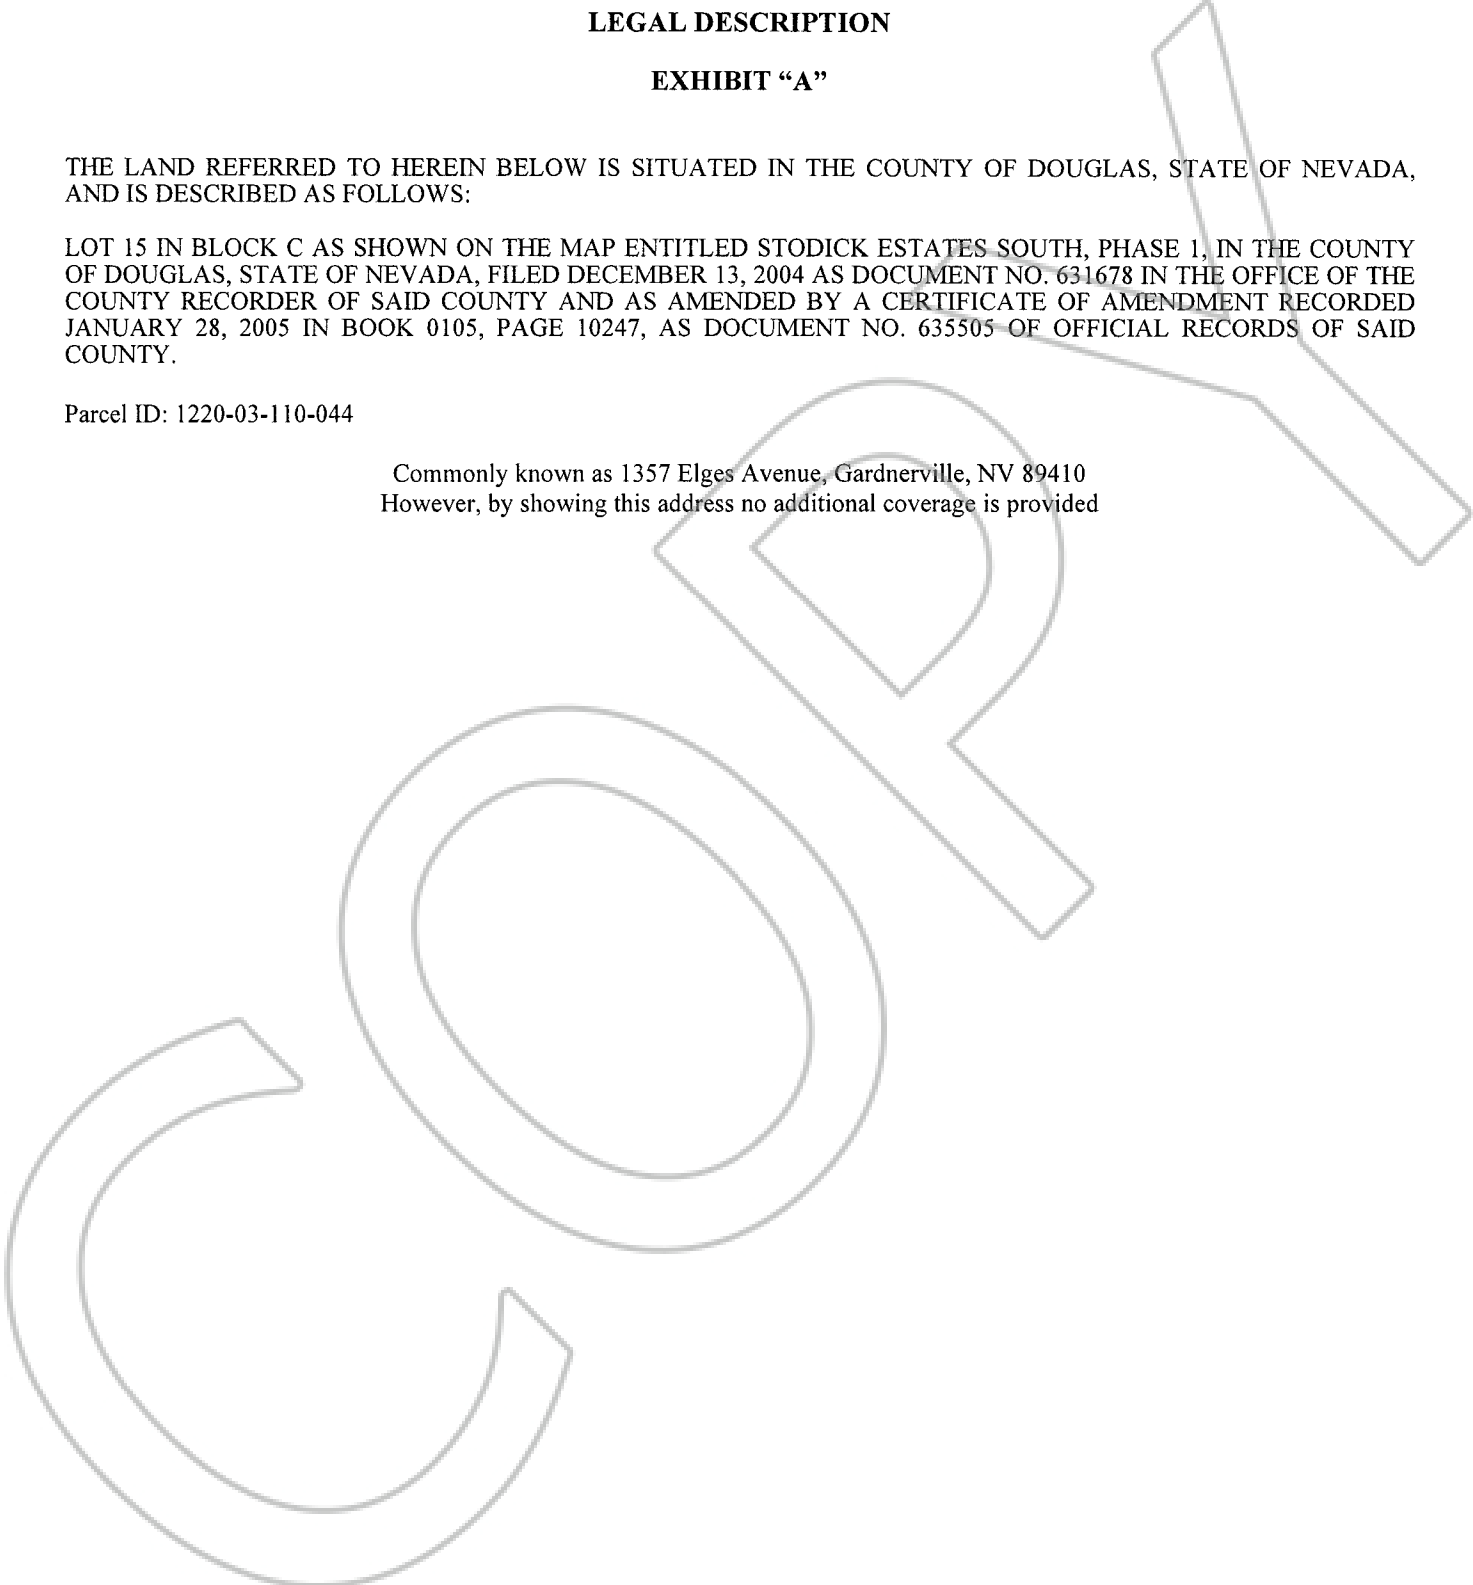 LEGAL DESCRIPTION
EXHIBIT “A”
THE LAND REFERRED TO HEREIN BELOW IS SITUATED IN THE COUNTY OF DOUGLAS, STATE OF NEVADA,
AND IS DESCRIBED AS FOLLOWS:
LOT 15 IN BLOCK C AS SHOWN ON THE MAP ENTITLED STODICK ESTATES SOUTH, PHASE 1, IN THE COUNTY
OF DOUGLAS, STATE OF NEVADA, FILED DECEMBER 13, 2004 AS DOCUMENT NO. 631678 IN THE OFFICE OF THE
COUNTY RECORDER OF SAID COUNTY AND AS AMENDED BY A CERTIFICATE OF AMENDMENT RECORDED
JANUARY 28, 2005 IN BOOK 0105, PAGE 10247, AS DOCUMENT NO. 635505 OF OFFICIAL RECORDS OF SAID
COUNTY.
Parcel ID: 1220-03-110-044
Commonly known as 1357 Elges Avenue, Gardnerville, NV 89410
However, by showing this address no additional coverage is provided
COPY